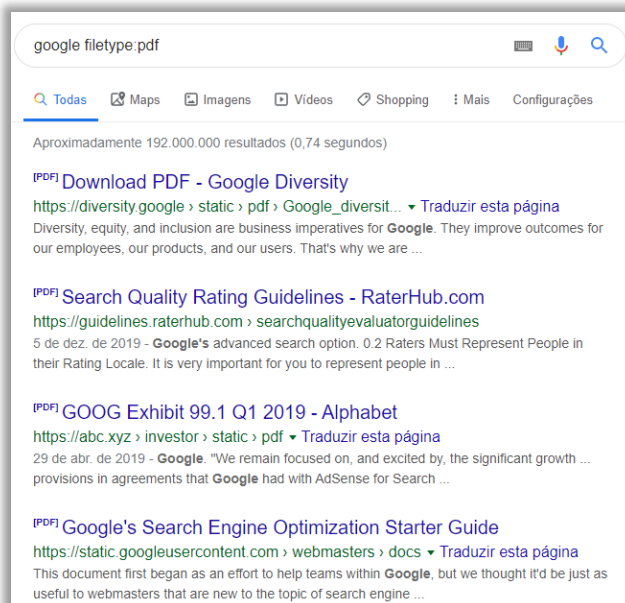 google filetype:pdf
Todas Maps Imagens Vídeos Shopping Mais Configurações
Aproximadamente 192.000.000 resultados (0,74 segundos)
[PDF] Download PDF - Google Diversity
https://diversity.google › static › pdf › Google_diversit... Traduzir esta página
Diversity, equity, and inclusion are business imperatives for Google. They improve outcomes for
our employees, our products, and our users. That's why we are ...
[PDF] Search Quality Rating Guidelines - RaterHub.com
https://guidelines.raterhub.com › searchqualityevaluatorguidelines
5 de dez. de 2019 - Google's advanced search option. 0.2 Raters Must Represent People in
their Rating Locale. It is very important for you to represent people in ...
[PDF] GOOG Exhibit 99.1 Q1 2019 - Alphabet
https://abc.xyz › investor › static › pdf Traduzir esta página
29 de abr. de 2019 - Google. "We remain focused on, and excited by, the significant growth ...
provisions in agreements that Google had with AdSense for Search ...
[PDF] Google's Search Engine Optimization Starter Guide
https://static.googleusercontent.com › webmasters › docs Traduzir esta página
This document first began as an effort to help teams within Google, but we thought it'd be just as
useful to webmasters that are new to the topic of search engine ...